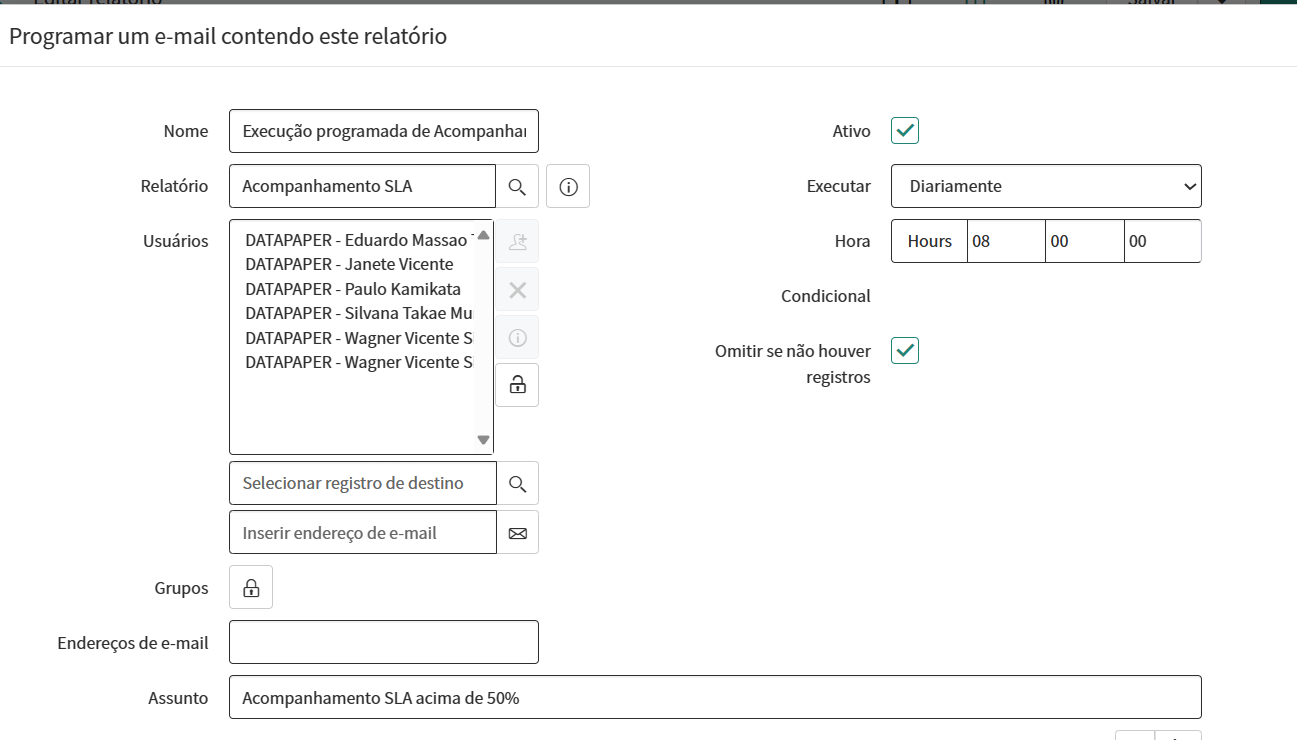 Programar um e-mail contendo este relatório
Nome
Execução programada de Acompanhar
Ativo
Relatório
Acompanhamento SLA
Executar
Diariamente
Usuários
DATAPAPER - Eduardo Massao
DATAPAPER - Janete Vicente
DATAPAPER - Paulo Kamikata
DATAPAPER - Silvana Takae Mu
DATAPAPER - Wagner Vicente S
DATAPAPER - Wagner Vicente S
Hora
Hours 08 00 00
Condicional
Omitir se não houver
registros
Selecionar registro de destino
Inserir endereço de e-mail
Grupos
Endereços de e-mail
Assunto
Acompanhamento SLA acima de 50%